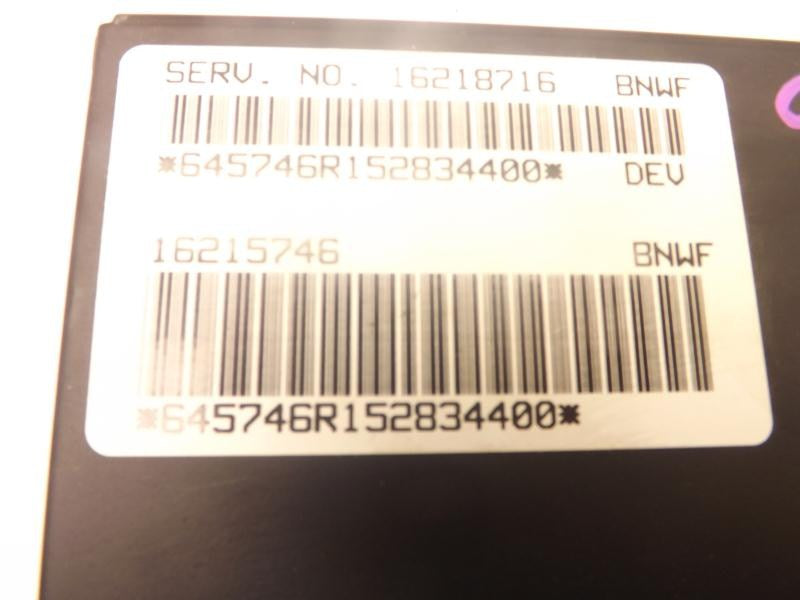 SERV. NO. 16218716 BNWF
*645746R152834400* DEV
16215746 BNWF
*645746R152834400*